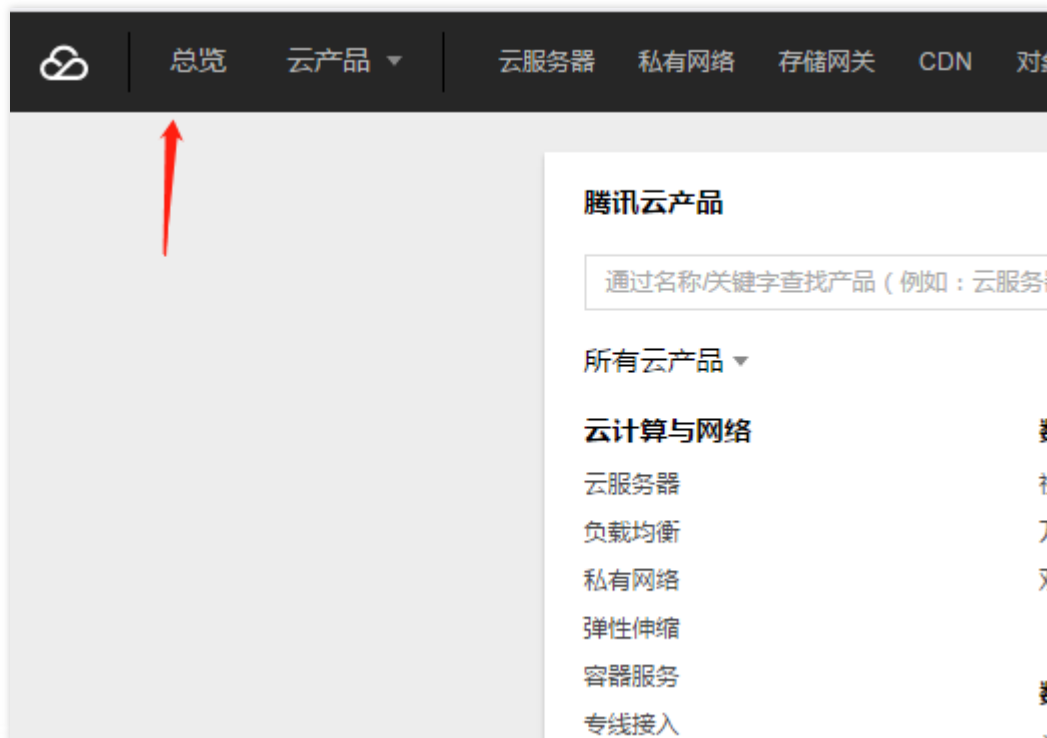 总览 云产品 云服务器 私有网络 存储网关 CDN
腾讯云产品
通过名称/关键字查找产品(例如:云服务
所有云产品
云计算与网络
云服务器
负载均衡
私有网络
弹性伸缩
容器服务
专线接入